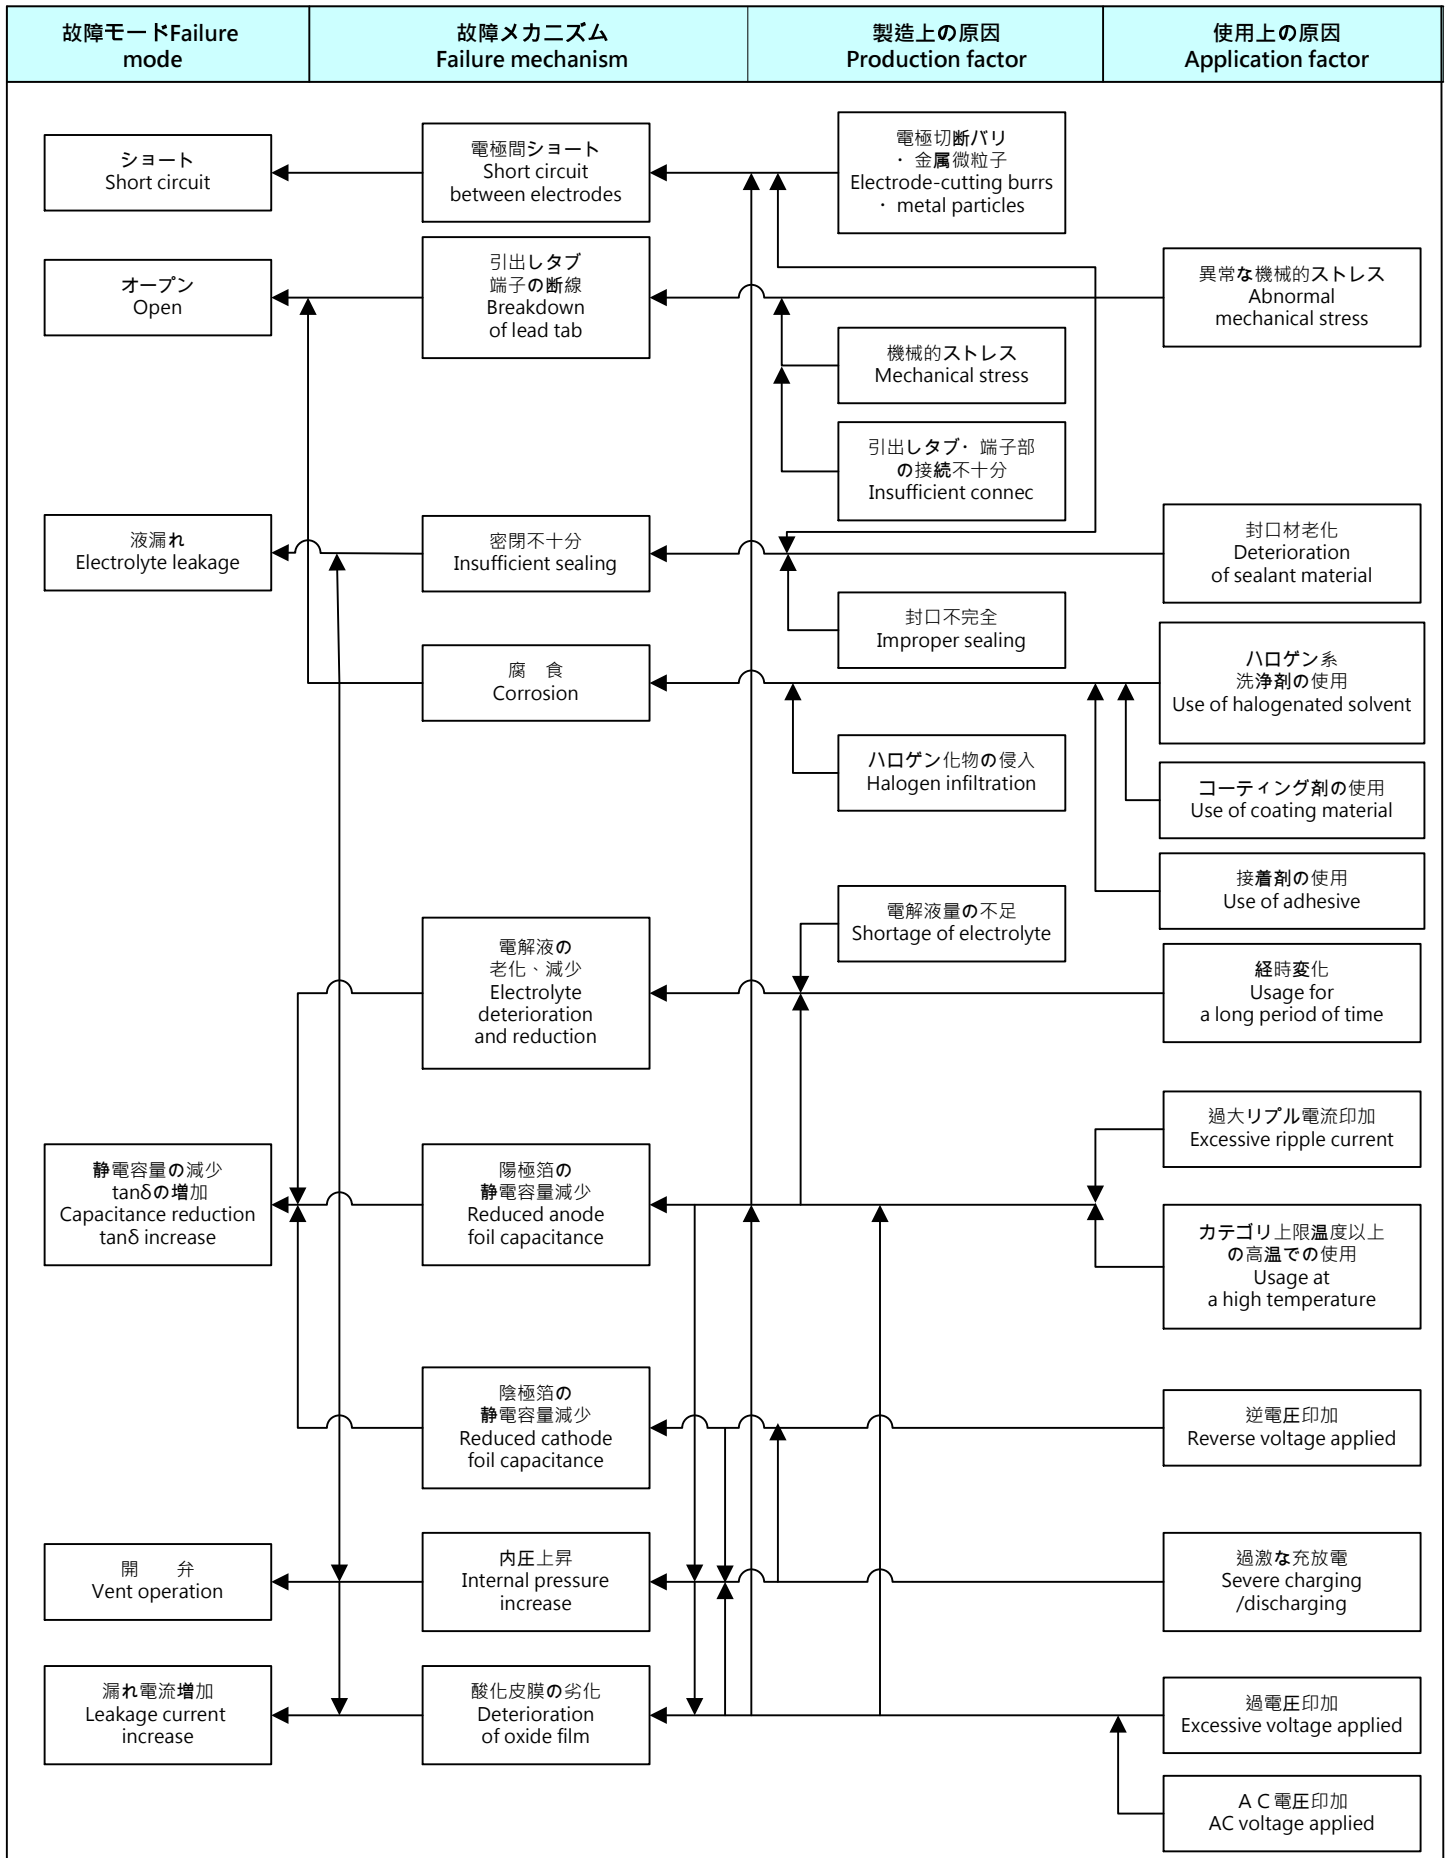 故障モードFailure
mode
故障メカニズム
Failure mechanism
製造上の原因
Production factor
使用上の原因
Application factor
ショート
Short circuit
電極間ショート
Short circuit
between electrodes
電極切断バリ
・金属微粒子
Electrode-cutting burrs
・metal particles
オープン
Open
引出しタブ
端子の断線
Breakdown
of lead tab
異常な機械的ストレス
Abnormal
mechanical stress
機械的ストレス
Mechanical stress
引出しタブ・端子部
の接続不十分
Insufficient connec
液漏れ
Electrolyte leakage
密閉不十分
Insufficient sealing
封口材老化
Deterioration
of sealant material
封口不完全
Improper sealing
腐　食
Corrosion
ハロゲン系
洗浄剤の使用
Use of halogenated solvent
ハロゲン化物の侵入
Halogen infiltration
コーティング剤の使用
Use of coating material
接着剤の使用
Use of adhesive
電解液量の不足
Shortage of electrolyte
電解液の
老化、減少
Electrolyte
deterioration
and reduction
経時変化
Usage for
a long period of time
過大リプル電流印加
Excessive ripple current
静電容量の減少
tanδの増加
Capacitance reduction
tanδ increase
陽極箔の
静電容量減少
Reduced anode
foil capacitance
カテゴリ上限温度以上
の高温での使用
Usage at
a high temperature
陰極箔の
静電容量減少
Reduced cathode
foil capacitance
逆電圧印加
Reverse voltage applied
開　　弁
Vent operation
内圧上昇
Internal pressure
increase
過激な充放電
Severe charging
/discharging
漏れ電流増加
Leakage current
increase
酸化皮膜の劣化
Deterioration
of oxide film
過電圧印加
Excessive voltage applied
ＡＣ電圧印加
AC voltage applied